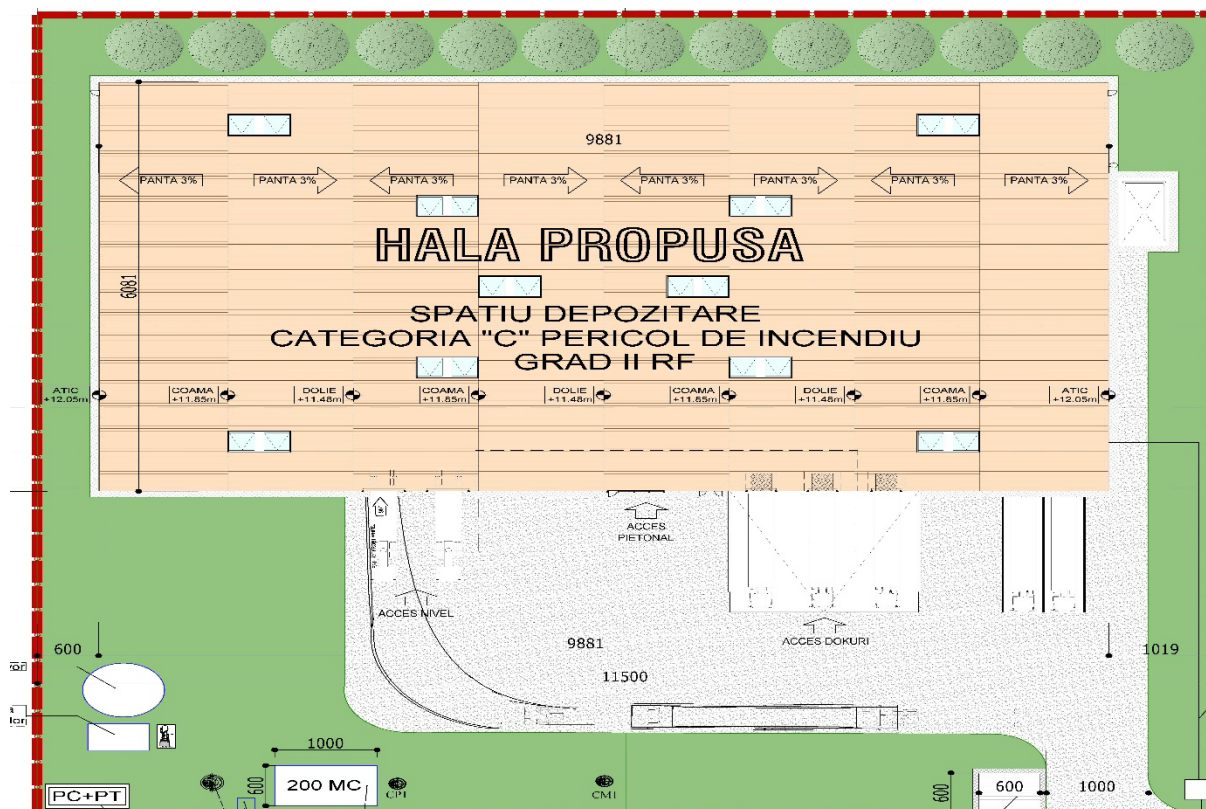 9881
PANTA 3% PANTA 3% PANTA 3% PANTA 3% PANTA 3% PANTA 3% PANTA 3% PANTA 3%
HALA PROPUSA
6081
SPATIU DEPOZITARE
CATEGORIA "C" PERICOL DE INCENDIU
GRAD II RF
ATIC COAMA DOLIE COAMA DOLIE COAMA DOLIE COAMA ATIC
+12.05m +11.85m +11.48m +11.85m +11.48m +11.85m +11.48m +11.85m +12.05m
ACCES
PIETONAL
ACCES NIVEL
ACCES DOKURI
600
9881
1019
11500
1000
600
200 MC
CPI
CMI
PC+PT
600
600
1000